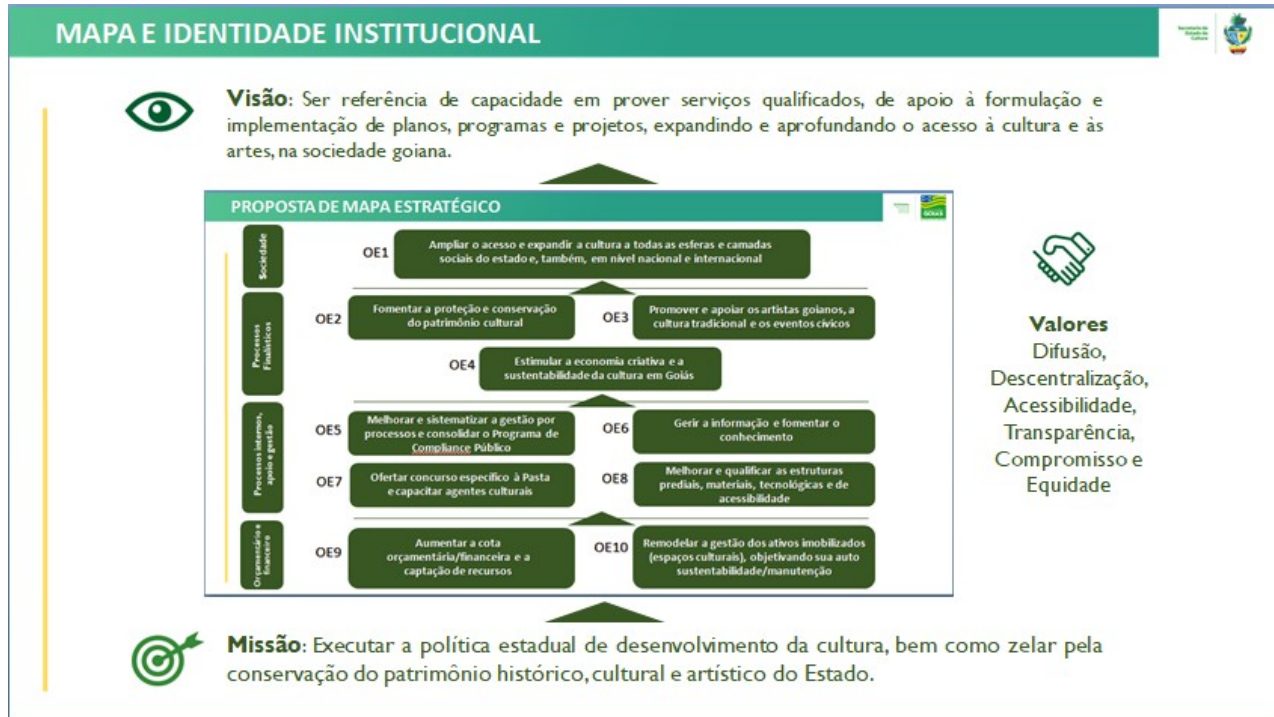 MAPA E IDENTIDADE INSTITUCIONAL
Secretaria de
Estado da
Cultura
Visão: Ser referência de capacidade em prover serviços qualificados, de apoio à formulação e
implementação de planos, programas e projetos, expandindo e aprofundando o acesso à cultura e às
artes, na sociedade goiana.
PROPOSTA DE MAPA ESTRATÉGICO
GOIÁS
Sociedade
OE1
Ampliar o acesso e expandir a cultura a todas as esferas e camadas
sociais do estado e, também, em nível nacional e internacional
Processos
Finalísticos
OE2
Fomentar a proteção e conservação
do patrimônio cultural
OE3
Promover e apoiar os artistas goianos, a
cultura tradicional e os eventos cívicos
OE4
Estimular a economia criativa e a
sustentabilidade da cultura em Goiás
Processos internos,
apoio e gestão
OE5
Melhorar e sistematizar a gestão por
processos e consolidar o Programa de
Compliance Público
OE6
Gerir a informação e fomentar o
conhecimento
OE7
Ofertar concurso específico à Pasta
e capacitar agentes culturais
OE8
Melhorar e qualificar as estruturas
prediais, materiais, tecnológicas e de
acessibilidade
Orçamentário e
financeiro
OE9
Aumentar a cota
orçamentária/financeira e a
captação de recursos
OE10
Remodelar a gestão dos ativos imobilizados
(espaços culturais), objetivando sua auto
sustentabilidade/manutenção
Valores
Difusão,
Descentralização,
Acessibilidade,
Transparência,
Compromisso e
Equidade
Missão: Executar a política estadual de desenvolvimento da cultura, bem como zelar pela
conservação do patrimônio histórico, cultural e artístico do Estado.